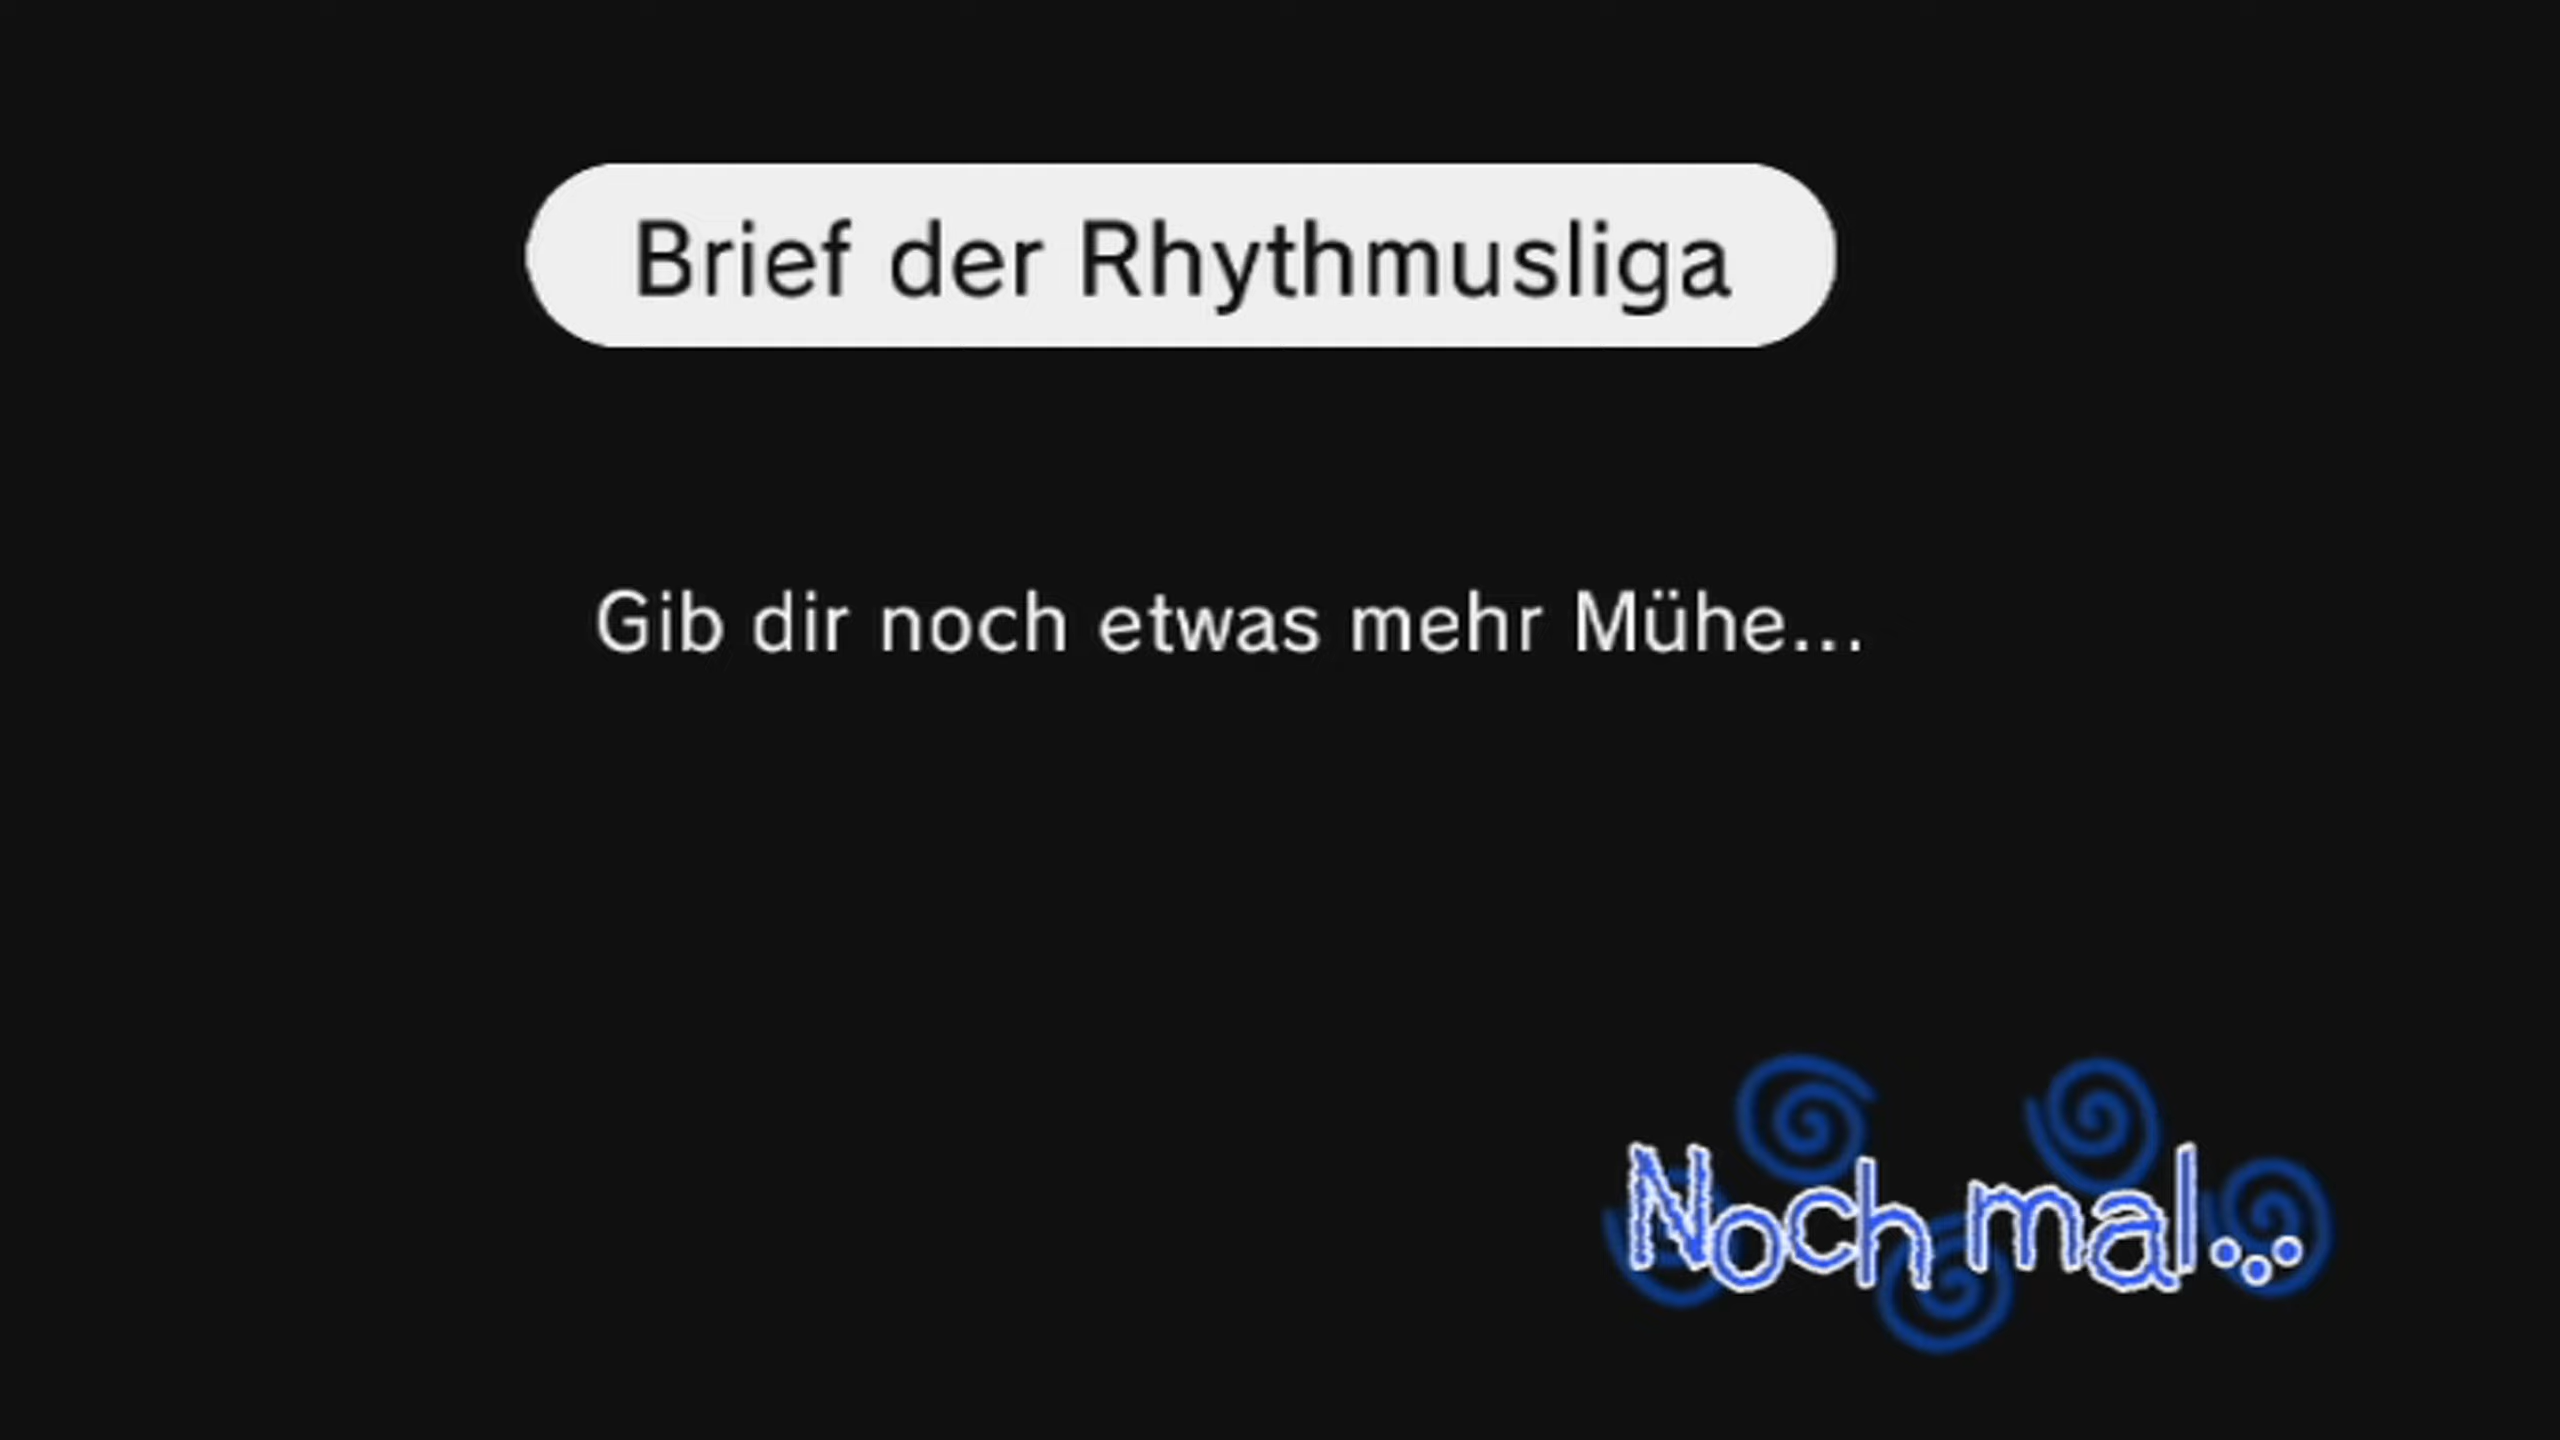 Brief der Rhythmusliga
Gib dir noch etwas mehr Mühe...
Noch mal...